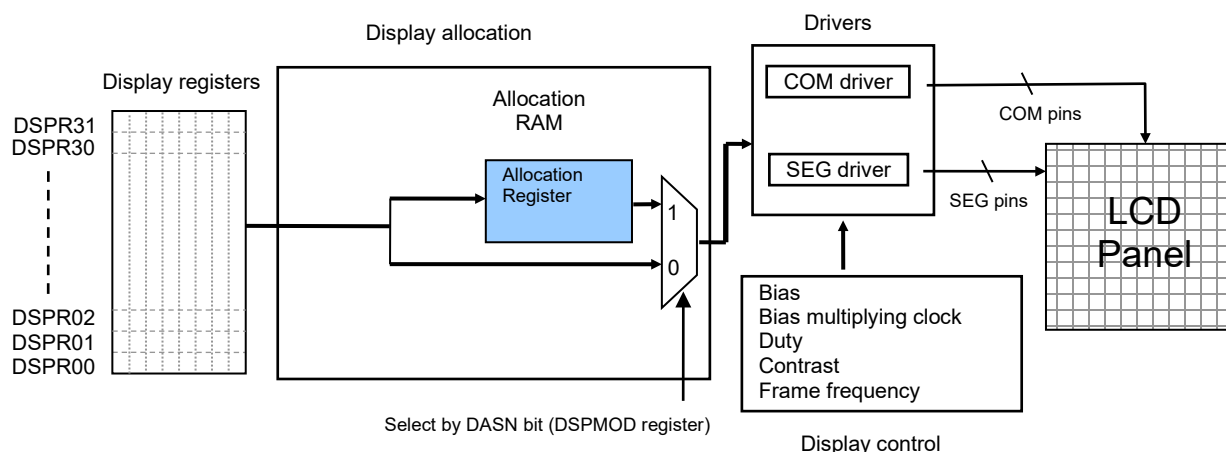 Display allocation
Drivers
Display registers
DSPR31
DSPR30
DSPR02
DSPR01
DSPR00
Allocation
RAM
Allocation
Register
1
0
Select by DASN bit (DSPMOD register)
COM driver
SEG driver
COM pins
SEG pins
LCD
Panel
Bias
Bias multiplying clock
Duty
Contrast
Frame frequency
Display control